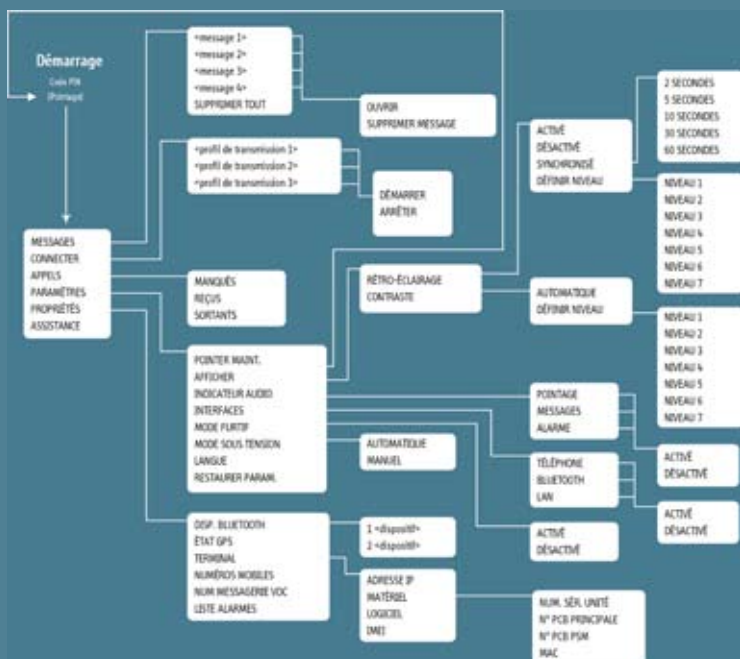 Démarrage
Code PIN
(Pointage)
MESSAGES
CONNECTER
APPELS
PARAMÈTRES
PROPRIÉTÉS
ASSISTANCE
<message 1>
<message 2>
<message 3>
<message 4>
SUPPRIMER TOUT
OUVRIR
SUPPRIMER MESSAGE
<profil de transmission 1>
<profil de transmission 2>
<profil de transmission 3>
DÉMARRER
ARRÊTER
MANQUÉS
REÇUS
SORTANTS
POINTER MAINT.
AFFICHER
INDICATEUR AUDIO
INTERFACES
MODE FURTIF
MODE SOUS TENSION
LANGUE
RESTAURER PARAM.
RÉTRO-ÉCLAIRAGE
CONTRASTE
ACTIVÉ
DÉSACTIVÉ
SYNCHRONISÉ
DÉFINIR NIVEAU
2 SECONDES
5 SECONDES
10 SECONDES
30 SECONDES
60 SECONDES
NIVEAU 1
NIVEAU 2
NIVEAU 3
NIVEAU 4
NIVEAU 5
NIVEAU 6
NIVEAU 7
AUTOMATIQUE
DÉFINIR NIVEAU
NIVEAU 1
NIVEAU 2
NIVEAU 3
NIVEAU 4
NIVEAU 5
NIVEAU 6
NIVEAU 7
POINTAGE
MESSAGES
ALARME
ACTIVÉ
DÉSACTIVÉ
TÉLÉPHONE
BLUETOOTH
LAN
ACTIVÉ
DÉSACTIVÉ
ACTIVÉ
DÉSACTIVÉ
AUTOMATIQUE
MANUEL
DISP. BLUETOOTH
ÉTAT GPS
TERMINAL
NUMÉROS MOBILES
NUM MESSAGERIE VOC
LISTE ALARMES
1 <dispositif>
2 <dispositif>
ADRESSE IP
MATÉRIEL
LOGICIEL
IMEI
NUM. SÉR. UNITÉ
N° PCB PRINCIPALE
N° PCB PSM
MAC